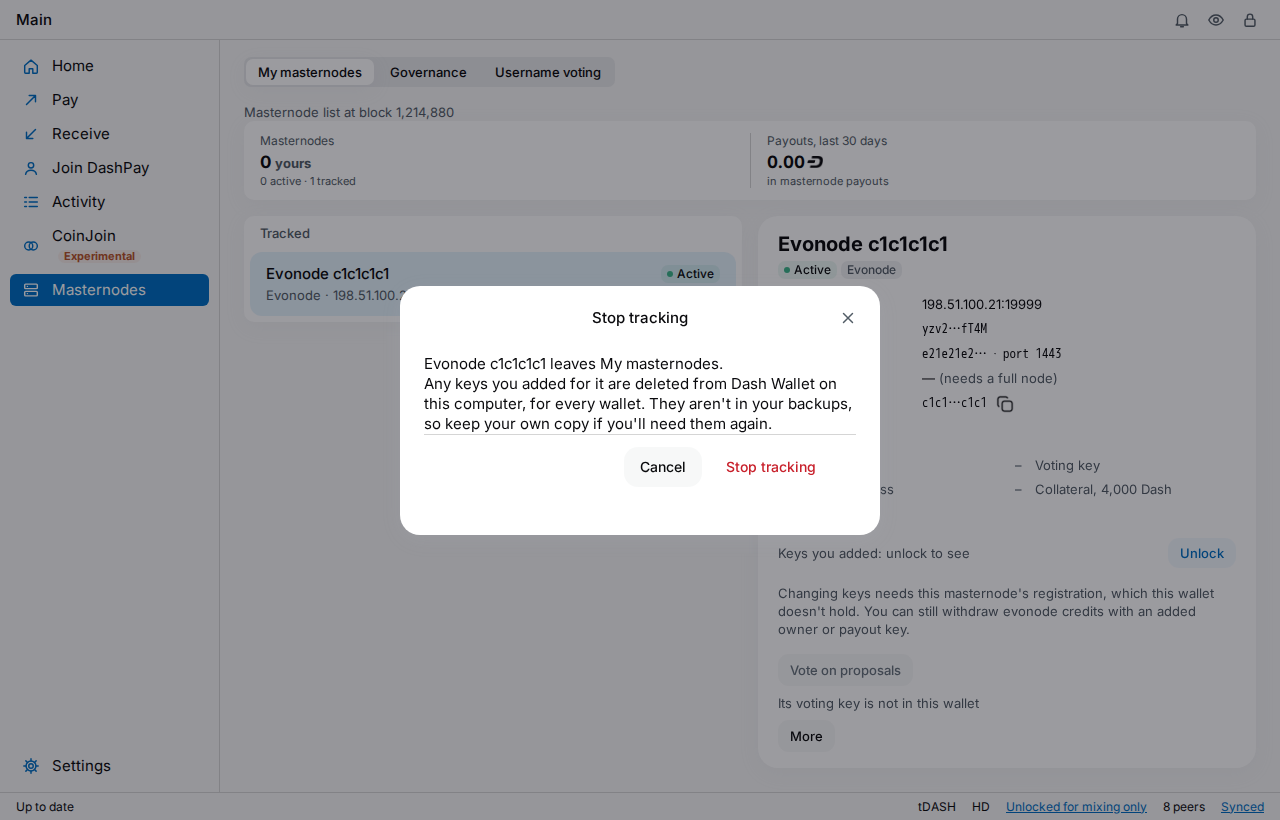 Main
Home
Pay
Receive
Join DashPay
Activity
CoinJoin
Experimental
Masternodes
Settings
My masternodes
Governance
Username voting
Masternode list at block 1,214,880
Masternodes
0 yours
0 active · 1 tracked
Payouts, last 30 days
0.00
in masternode payouts
Tracked
Evonode c1c1c1c1
Active
Evonode · 198.51.100.2
Evonode c1c1c1c1
Active
Evonode
198.51.100.21:19999
yzv2…fT4M
e21e21e2… · port 1443
— (needs a full node)
c1c1…c1c1
– Voting key
– Collateral, 4,000 Dash
Keys you added: unlock to see
Unlock
Changing keys needs this masternode's registration, which this wallet
doesn't hold. You can still withdraw evonode credits with an added
owner or payout key.
Vote on proposals
Its voting key is not in this wallet
More
Stop tracking
Evonode c1c1c1c1 leaves My masternodes.
Any keys you added for it are deleted from Dash Wallet on
this computer, for every wallet. They aren't in your backups,
so keep your own copy if you'll need them again.
Cancel
Stop tracking
Up to date
tDASH
HD
Unlocked for mixing only
8 peers
Synced